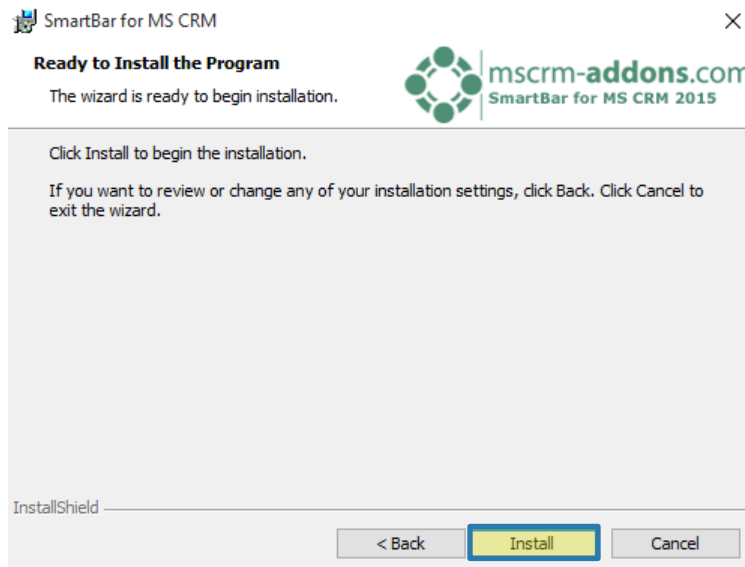 SmartBar for MS CRM
Ready to Install the Program
The wizard is ready to begin installation.
mscrm-addons.com
SmartBar for MS CRM 2015
Click Install to begin the installation.
If you want to review or change any of your installation settings, click Back. Click Cancel to
exit the wizard.
InstallShield
< Back
Install
Cancel